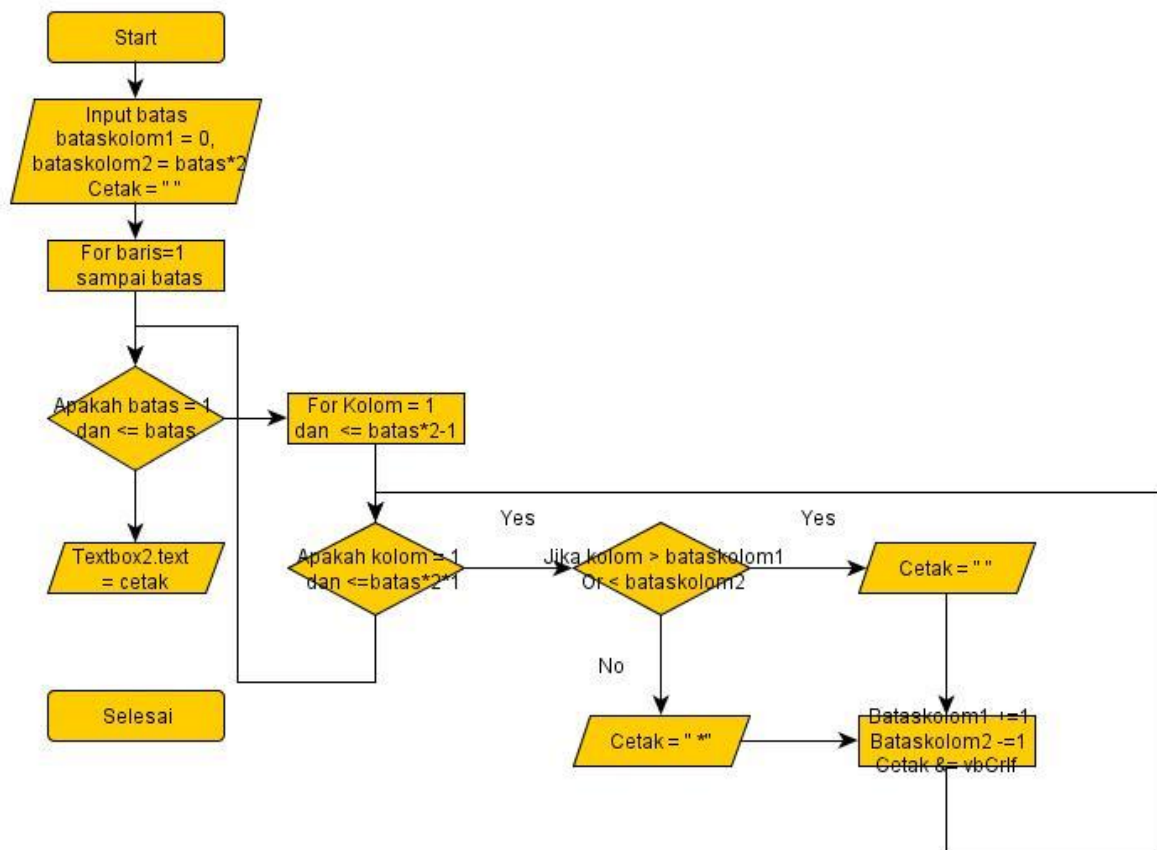 Start
Input batas
bataskolom1 = 0,
bataskolom2 = batas*2
Cetak = " "
For baris=1
sampai batas
Apakah batas = 1
dan <= batas
For Kolom = 1
dan <= batas*2-1
Textbox2.text
= cetak
Apakah kolom = 1
dan <=batas*2*1
Yes
Jika kolom > bataskolom1
Or < bataskolom2
Yes
Cetak = " "
No
Cetak = " *"
Bataskolom1 +=1
Bataskolom2 -=1
Cetak &= vbCrlf
Selesai